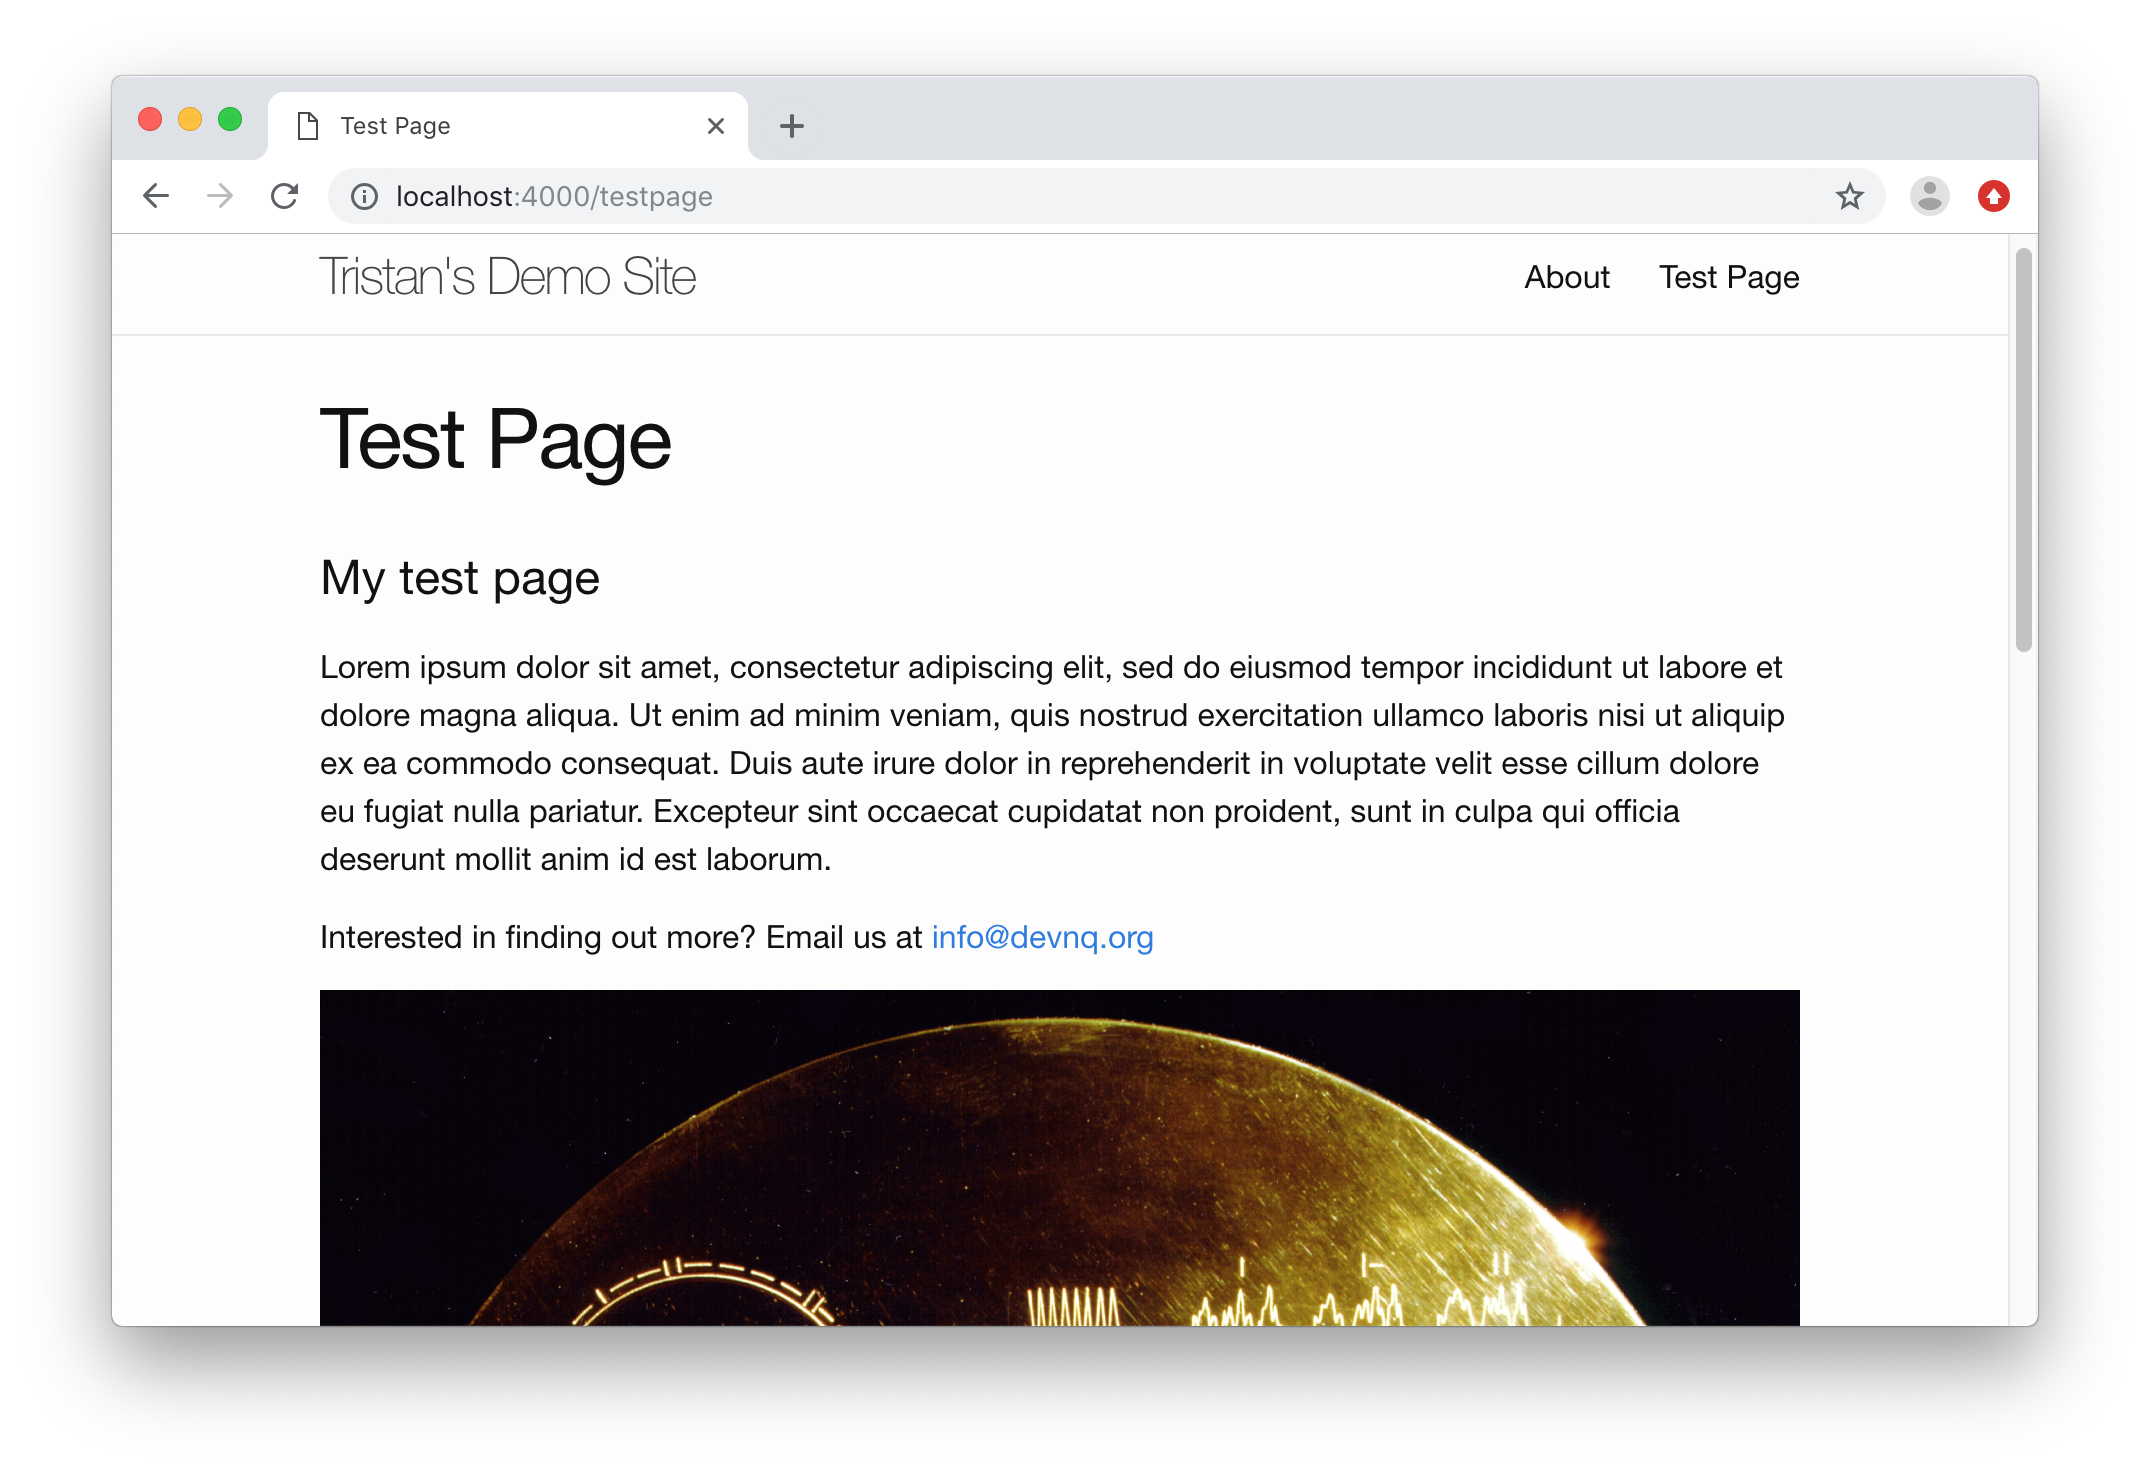 Test Page
localhost:4000/testpage
Tristan's Demo Site
About Test Page
Test Page
My test page
Lorem ipsum dolor sit amet, consectetur adipiscing elit, sed do eiusmod tempor incididunt ut labore et
dolore magna aliqua. Ut enim ad minim veniam, quis nostrud exercitation ullamco laboris nisi ut aliquip
ex ea commodo consequat. Duis aute irure dolor in reprehenderit in voluptate velit esse cillum dolore
eu fugiat nulla pariatur. Excepteur sint occaecat cupidatat non proident, sunt in culpa qui officia
deserunt mollit anim id est laborum.
Interested in finding out more? Email us at info@devnq.org